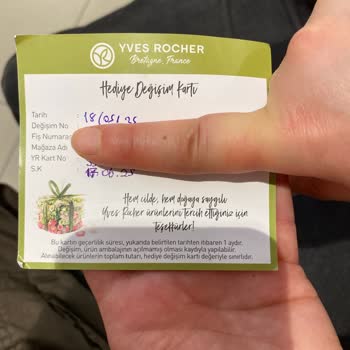 YR
YVES ROCHER
Bretagne, France
Hediye Değişim Kartı
Tarih : 18/05/25
Değişim No
Fiş Numara
Mağaza Adı
YR Kart No
S.K
Hem cilde, hem doğaya saygılı
Yves Rocher ürünlerini tercih ettiğiniz için
Teşekkürler!
Bu kartın geçerlilik süresi, yukarıda belirtilen tarihten itibaren 1 aydır.
Değişim, ürün ambalajının açılmamış olması kaydıyla yapılabilir.
Alınabilecek ürünlerin toplam tutarı, hediye değişim kartı değeriyle sınırlıdır.